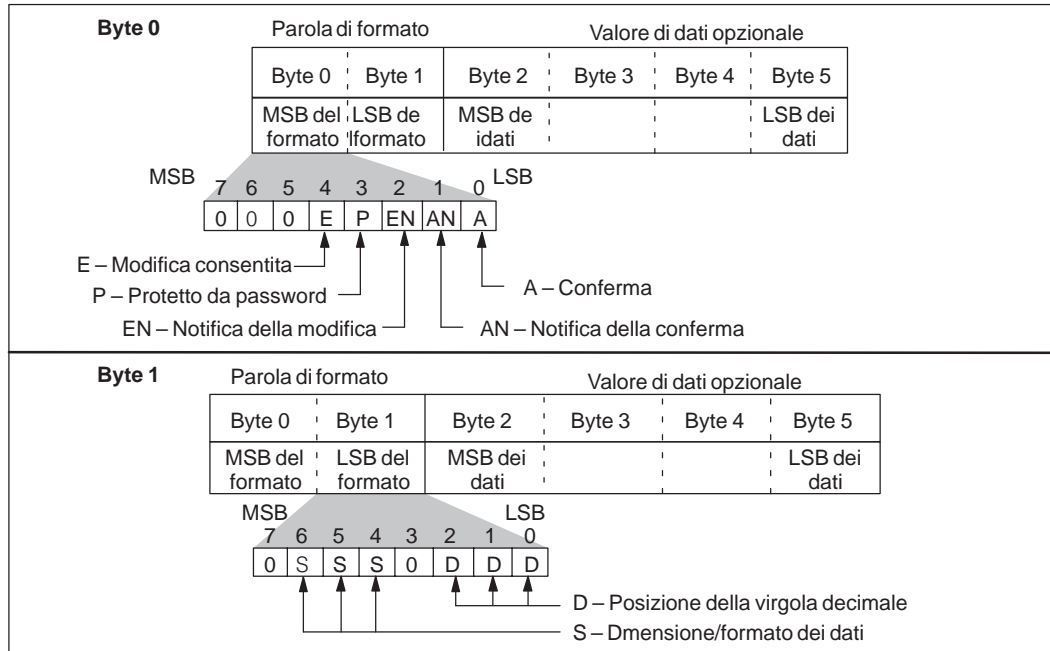 Byte 0 Parola di formato Valore di dati opzionale
Byte 0 Byte 1 Byte 2 Byte 3 Byte 4 Byte 5
MSB del LSB de MSB de LSB dei
formato lformato idati dati
MSB 7 6 5 4 3 2 1 0 LSB
0 0 0 E P EN AN A
E – Modifica consentita
P – Protetto da password A – Conferma
EN – Notifica della modifica AN – Notifica della conferma
Byte 1 Parola di formato Valore di dati opzionale
Byte 0 Byte 1 Byte 2 Byte 3 Byte 4 Byte 5
MSB del LSB del MSB dei LSB dei
formato formato dati dati
MSB LSB
7 6 5 4 3 2 1 0
0 S S S 0 D D D
D – Posizione della virgola decimale
S – Dmensione/formato dei dati